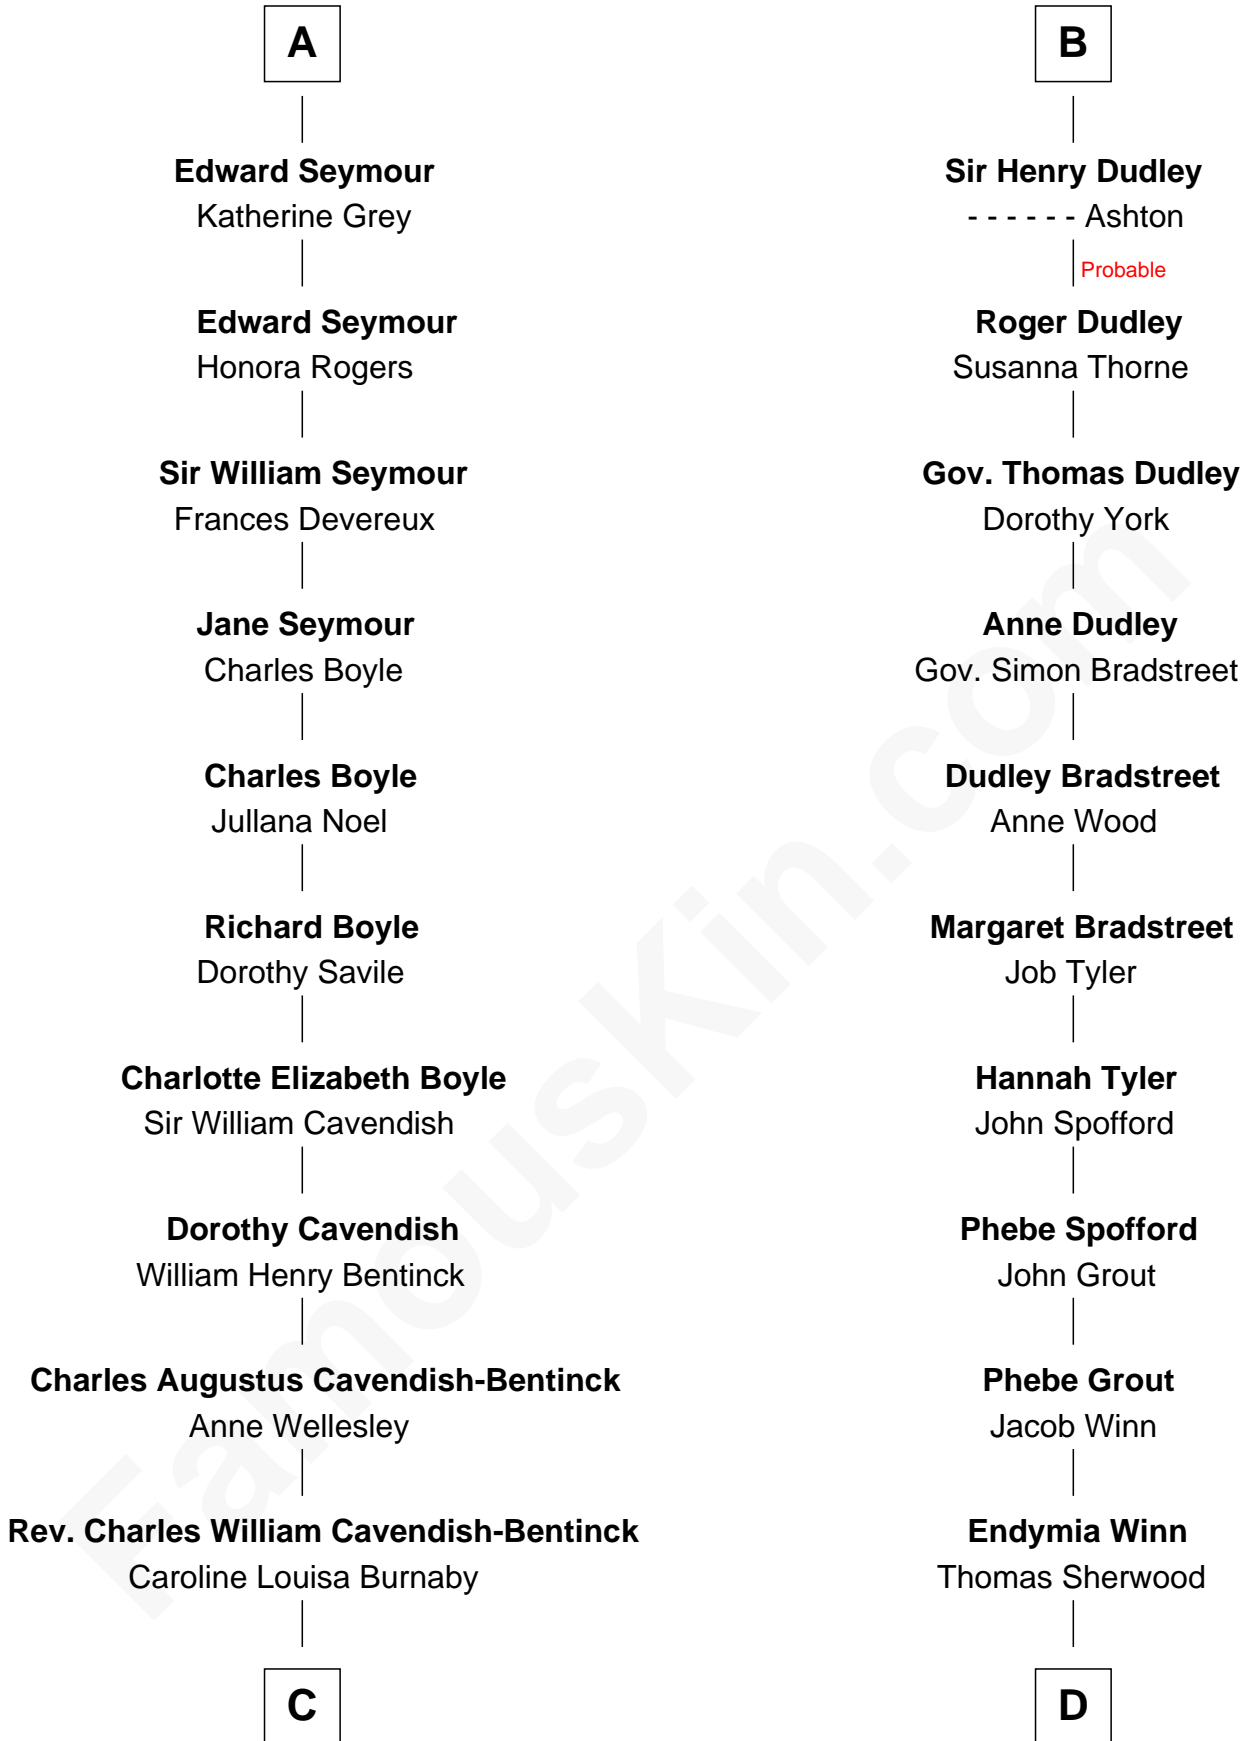 A
Edward Seymour
Katherine Grey
Edward Seymour
Honora Rogers
Sir William Seymour
Frances Devereux
Jane Seymour
Charles Boyle
Charles Boyle
Jullana Noel
Richard Boyle
Dorothy Savile
Charlotte Elizabeth Boyle
Sir William Cavendish
Dorothy Cavendish
William Henry Bentinck
Charles Augustus Cavendish-Bentinck
Anne Wellesley
Rev. Charles William Cavendish-Bentinck
Caroline Louisa Burnaby
C
B
Sir Henry Dudley
- - - - - - Ashton
Probable
Roger Dudley
Susanna Thorne
Gov. Thomas Dudley
Dorothy York
Anne Dudley
Gov. Simon Bradstreet
Dudley Bradstreet
Anne Wood
Margaret Bradstreet
Job Tyler
Hannah Tyler
John Spofford
Phebe Spofford
John Grout
Phebe Grout
Jacob Winn
Endymia Winn
Thomas Sherwood
D
FamousKin.com